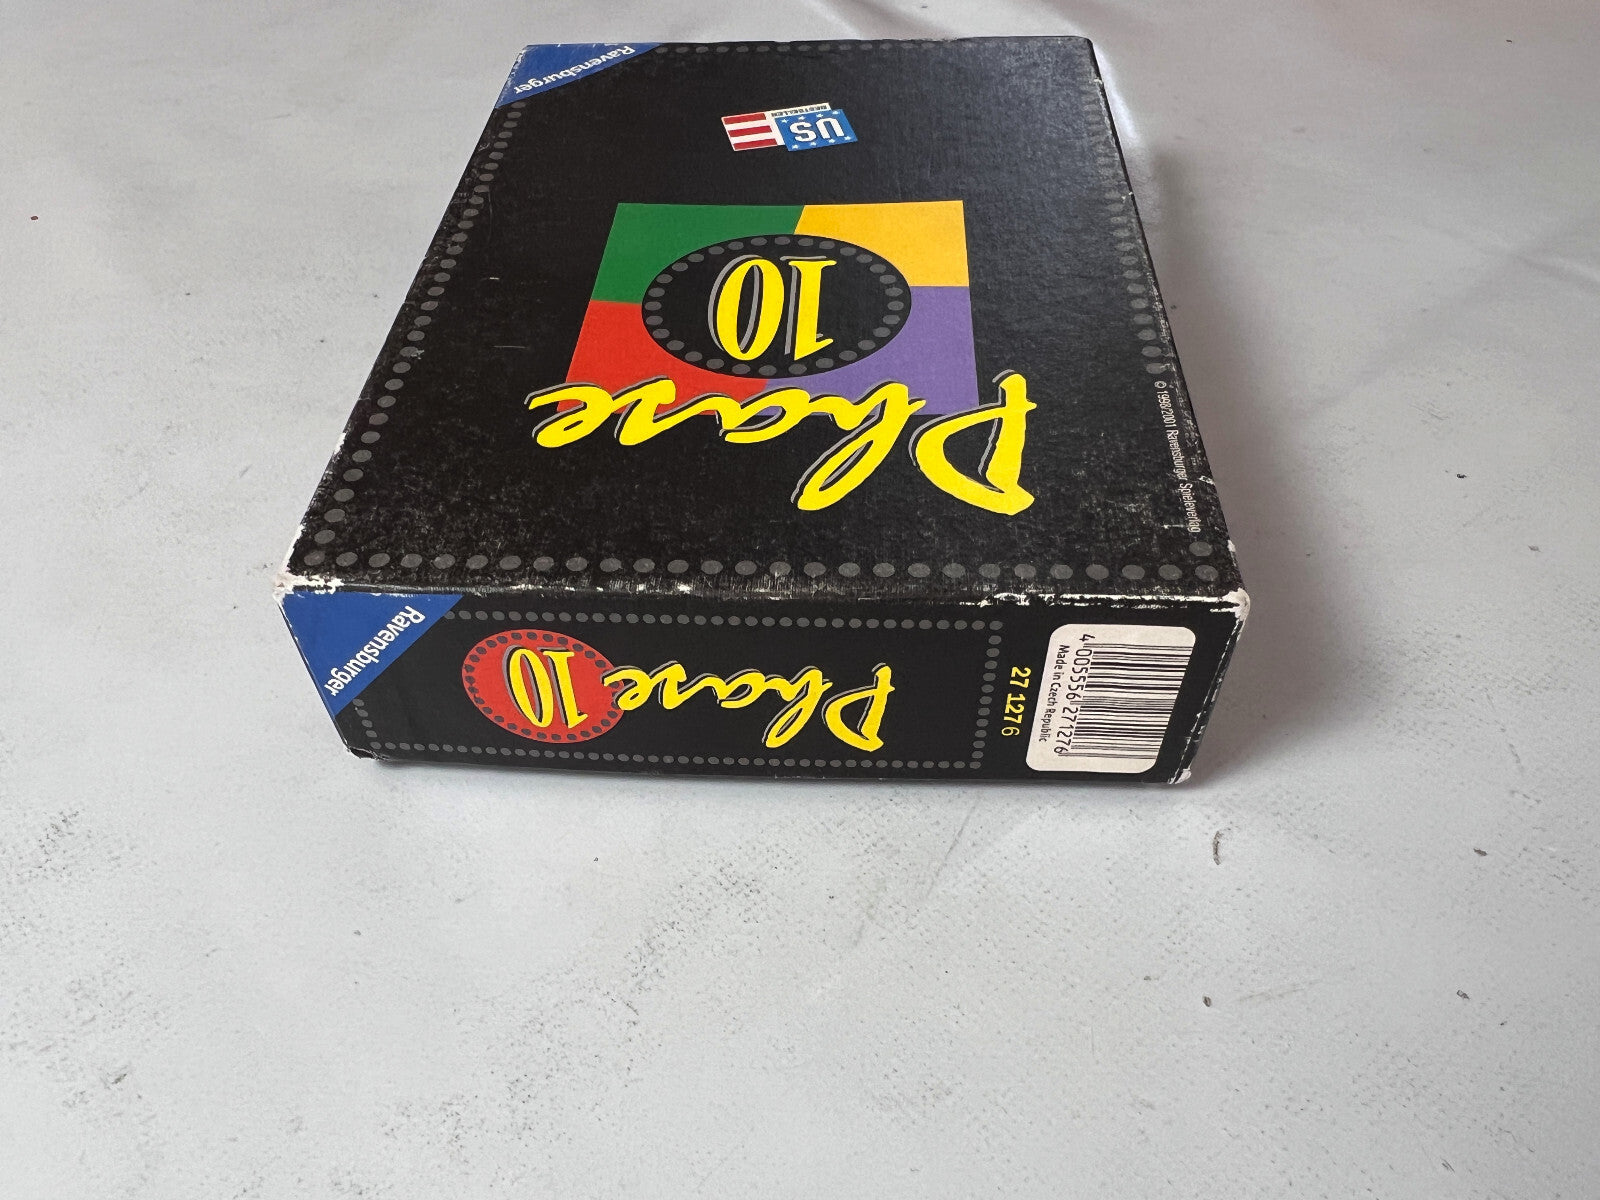 Ravensburger
US
BESTSELLER
10
Phase
© 1998/2001 Ravensburger Spieleverlag
Ravensburger
Phase 10
27 127 6
4 005556 271276
Made in Czech Republic